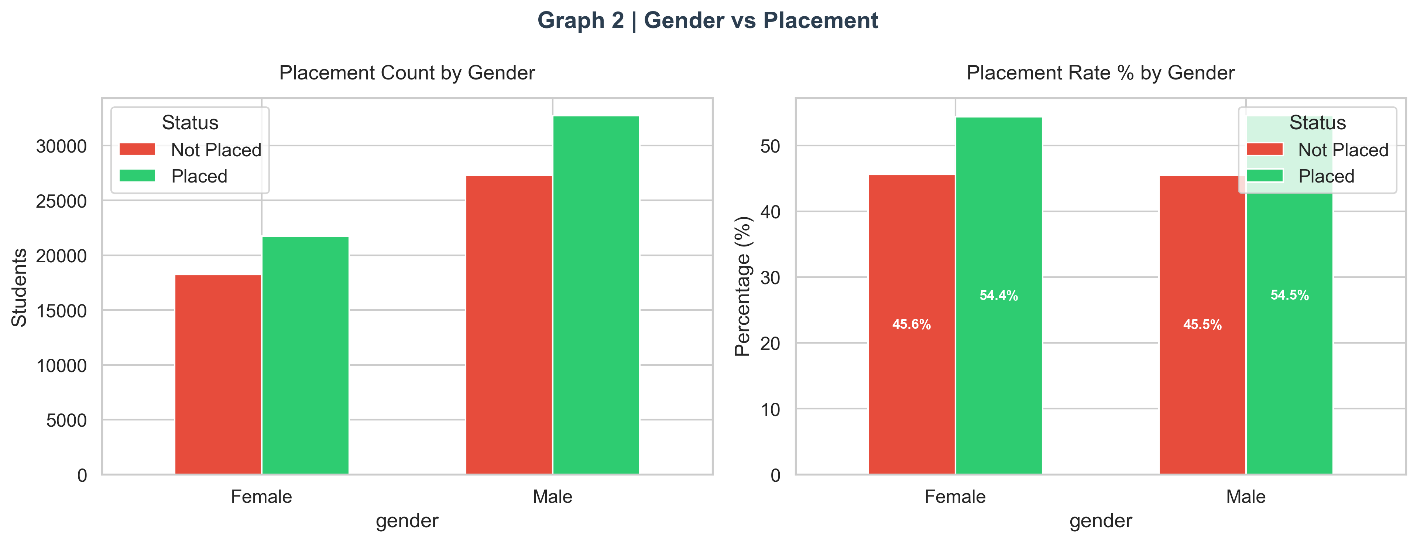 Graph 2 | Gender vs Placement
Placement Count by Gender
Status
Not Placed
Placed
30000
25000
20000
15000
10000
5000
0
Students
Female
Male
gender
Placement Rate % by Gender
Status
Not Placed
Placed
50
40
30
20
10
0
Percentage (%)
45.6%
54.4%
45.5%
54.5%
Female
Male
gender